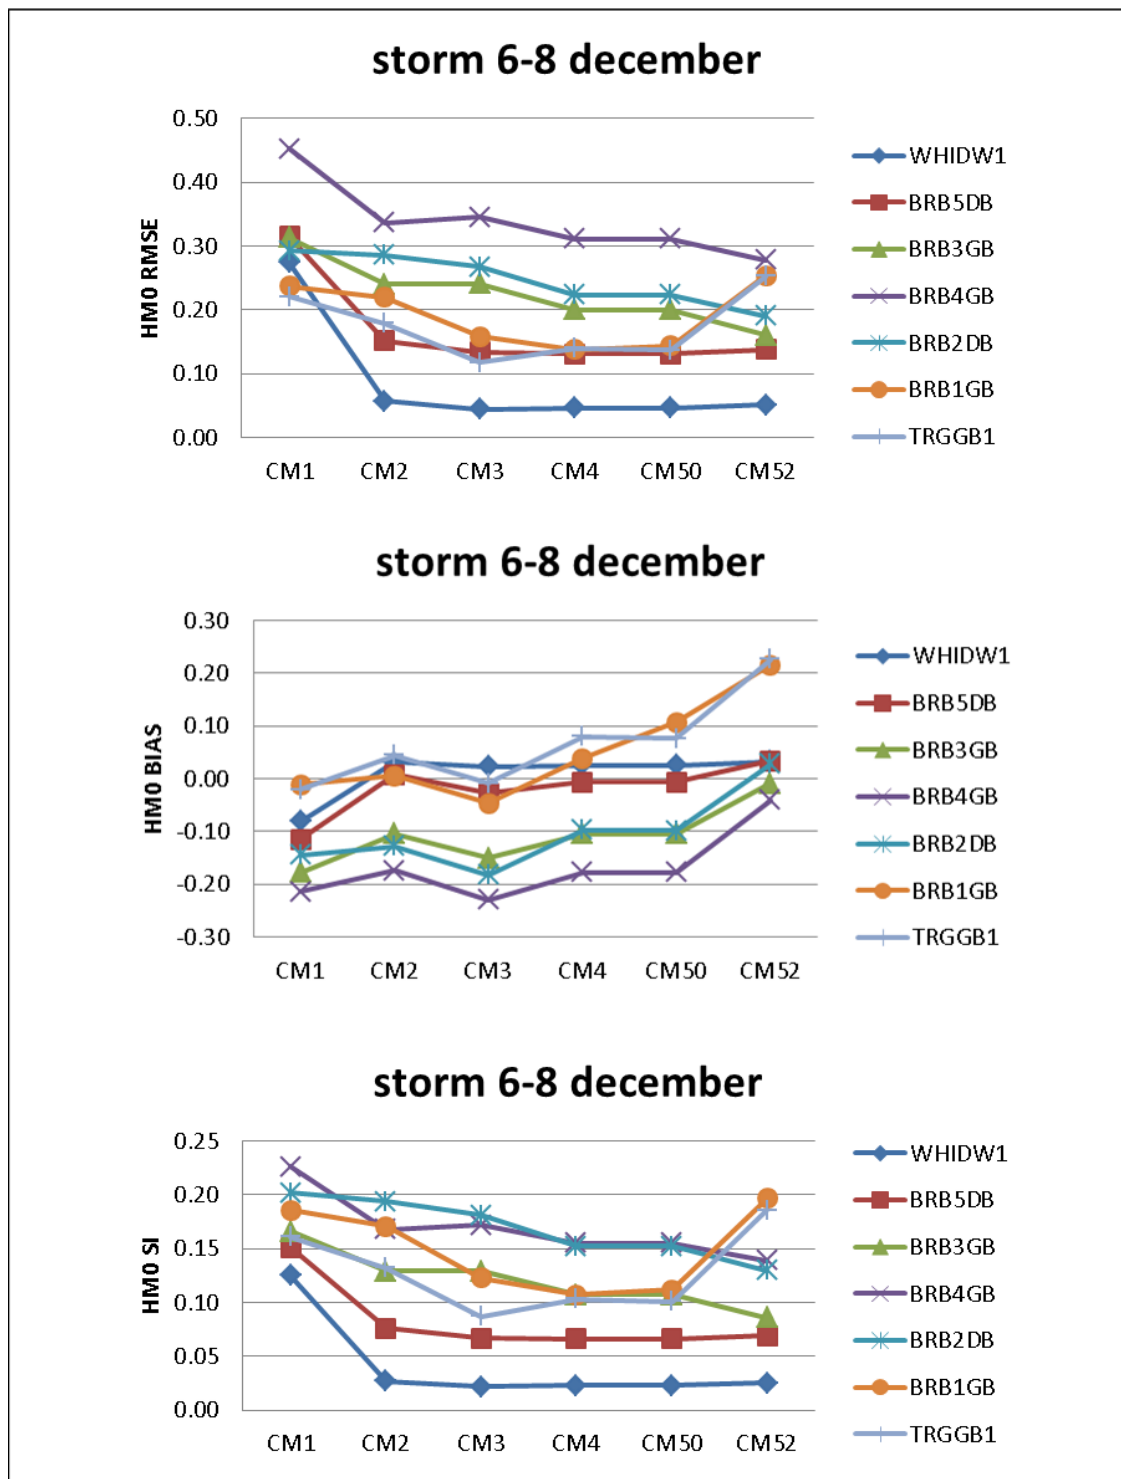 storm 6-8 december
0.50
0.40
0.30
0.20
0.10
0.00
HM0 RMSE
CM1 CM2 CM3 CM4 CM50 CM52
WHIDW1
BRB5DB
BRB3GB
BRB4GB
BRB2DB
BRB1GB
TRGGB1
storm 6-8 december
0.30
0.20
0.10
0.00
-0.10
-0.20
-0.30
HM0 BIAS
CM1 CM2 CM3 CM4 CM50 CM52
WHIDW1
BRB5DB
BRB3GB
BRB4GB
BRB2DB
BRB1GB
TRGGB1
storm 6-8 december
0.25
0.20
0.15
0.10
0.05
0.00
HM0 SI
CM1 CM2 CM3 CM4 CM50 CM52
WHIDW1
BRB5DB
BRB3GB
BRB4GB
BRB2DB
BRB1GB
TRGGB1